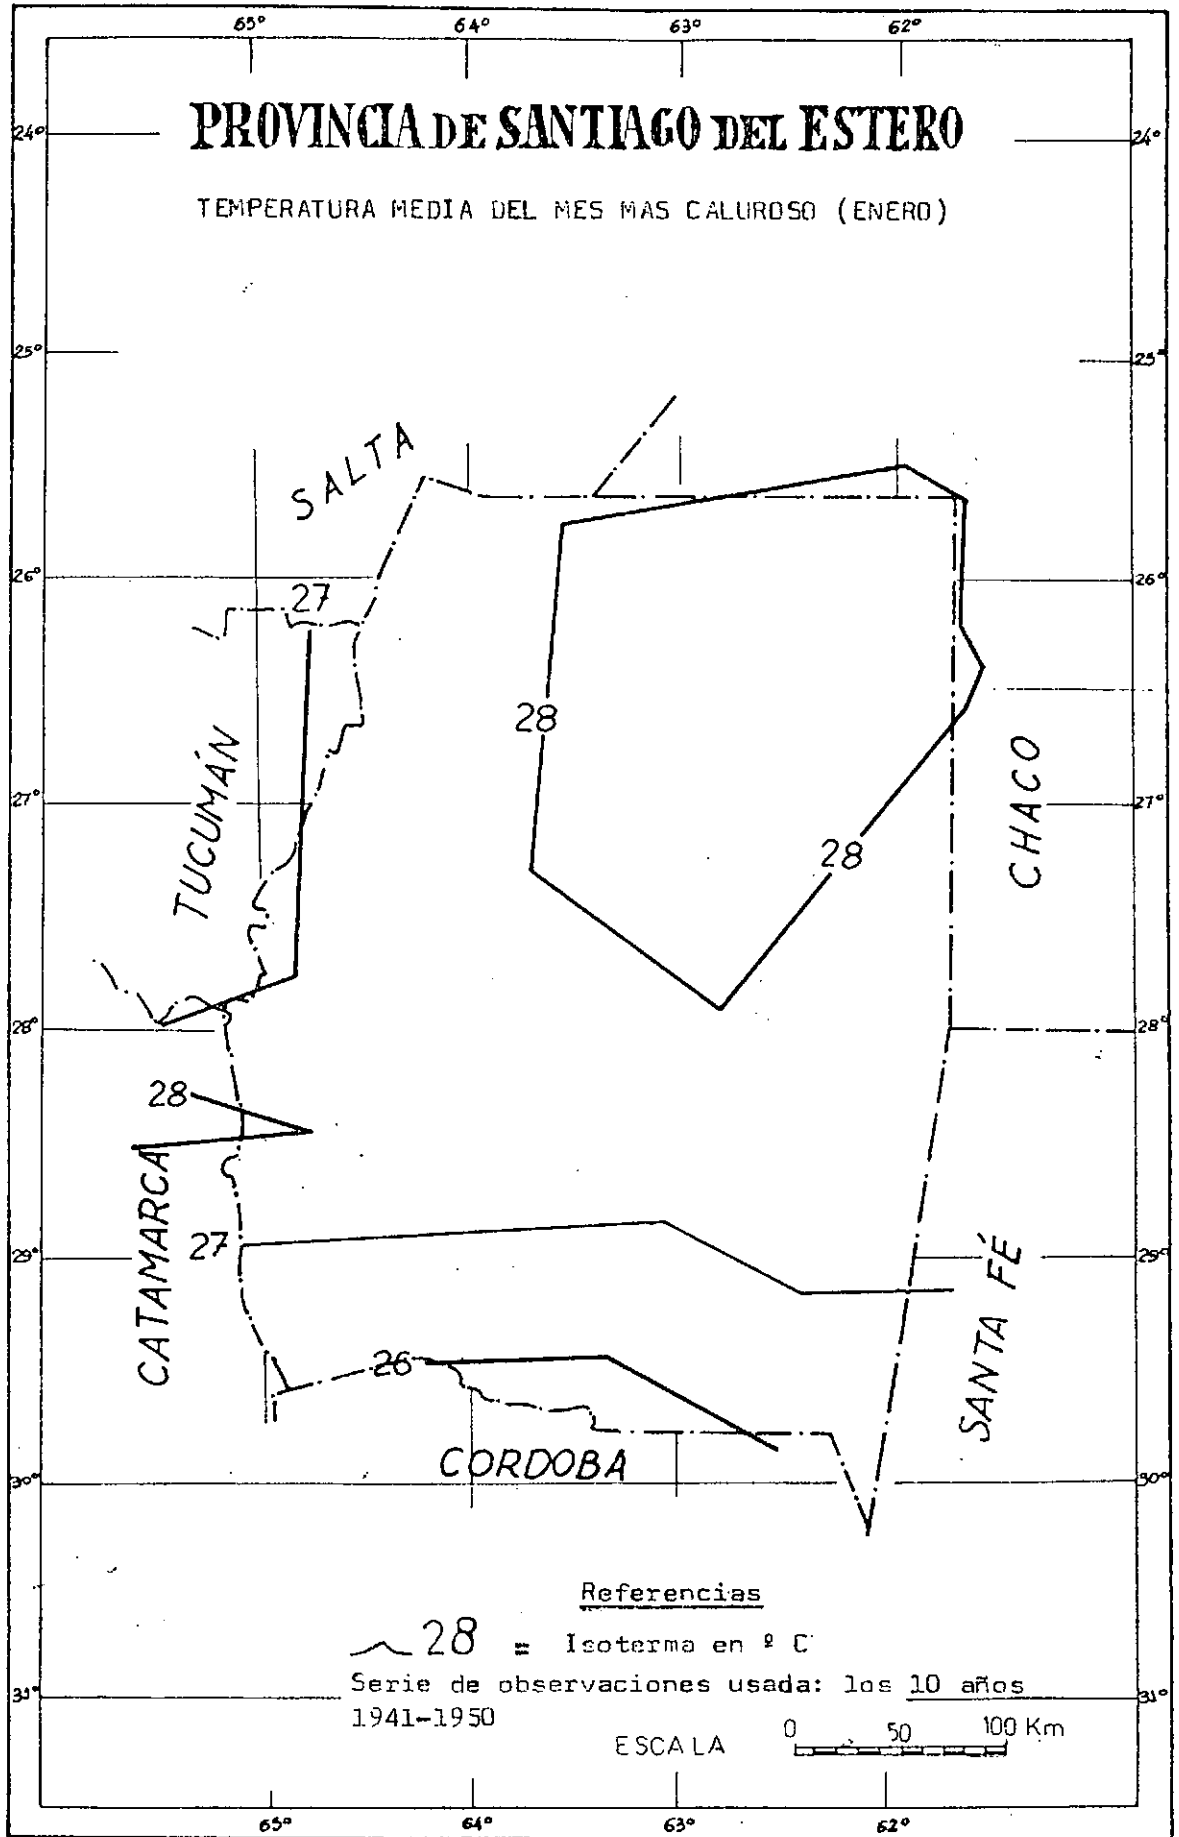 65° 64° 63° 62°
PROVINCIA DE SANTIAGO DEL ESTERO
24° 24°
TEMPERATURA MEDIA DEL MES MAS CALUROSO (ENERO)
25° 25°
SALTA
26° 26°
27
28
TUCUMÁN
CHACO
27° 27°
28
28° 28°
28
CATAMARCA
27
29° 29°
SANTA FÉ
26
CORDOBA
30° 30°
Referencias
28 = Isoterma en º C
Serie de observaciones usada: los 10 años
31° 31°
1941-1950
ESCALA 0 50 100 Km
65° 64° 63° 62°